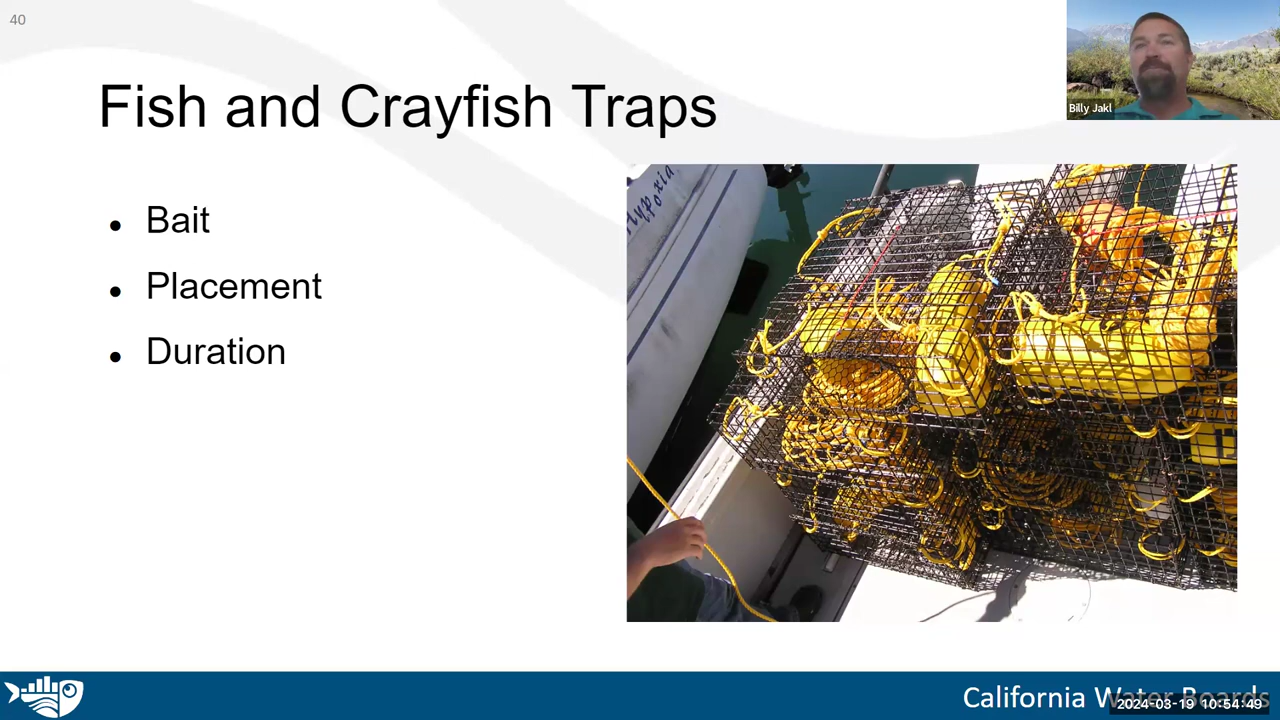 40
Fish and Crayfish Traps
Billy Jakl
Hypoxia
• Bait
• Placement
• Duration
California Water Boards
2024-03-19 10:54:49